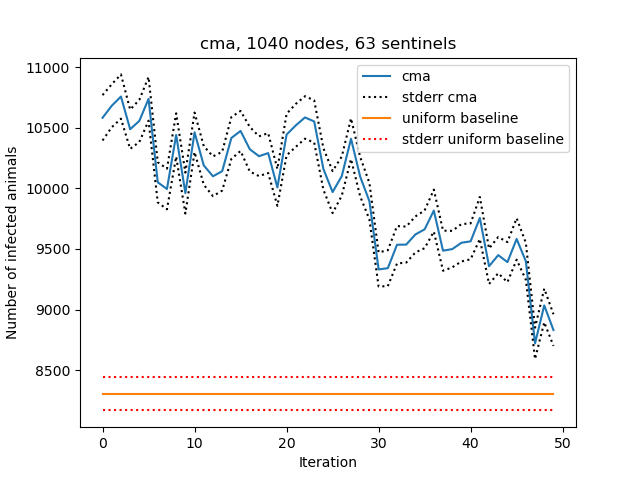 cma, 1040 nodes, 63 sentinels
11000
10500
10000
9500
9000
8500
Number of infected animals
cma
stderr cma
uniform baseline
stderr uniform baseline
0
10
20
30
40
50
Iteration